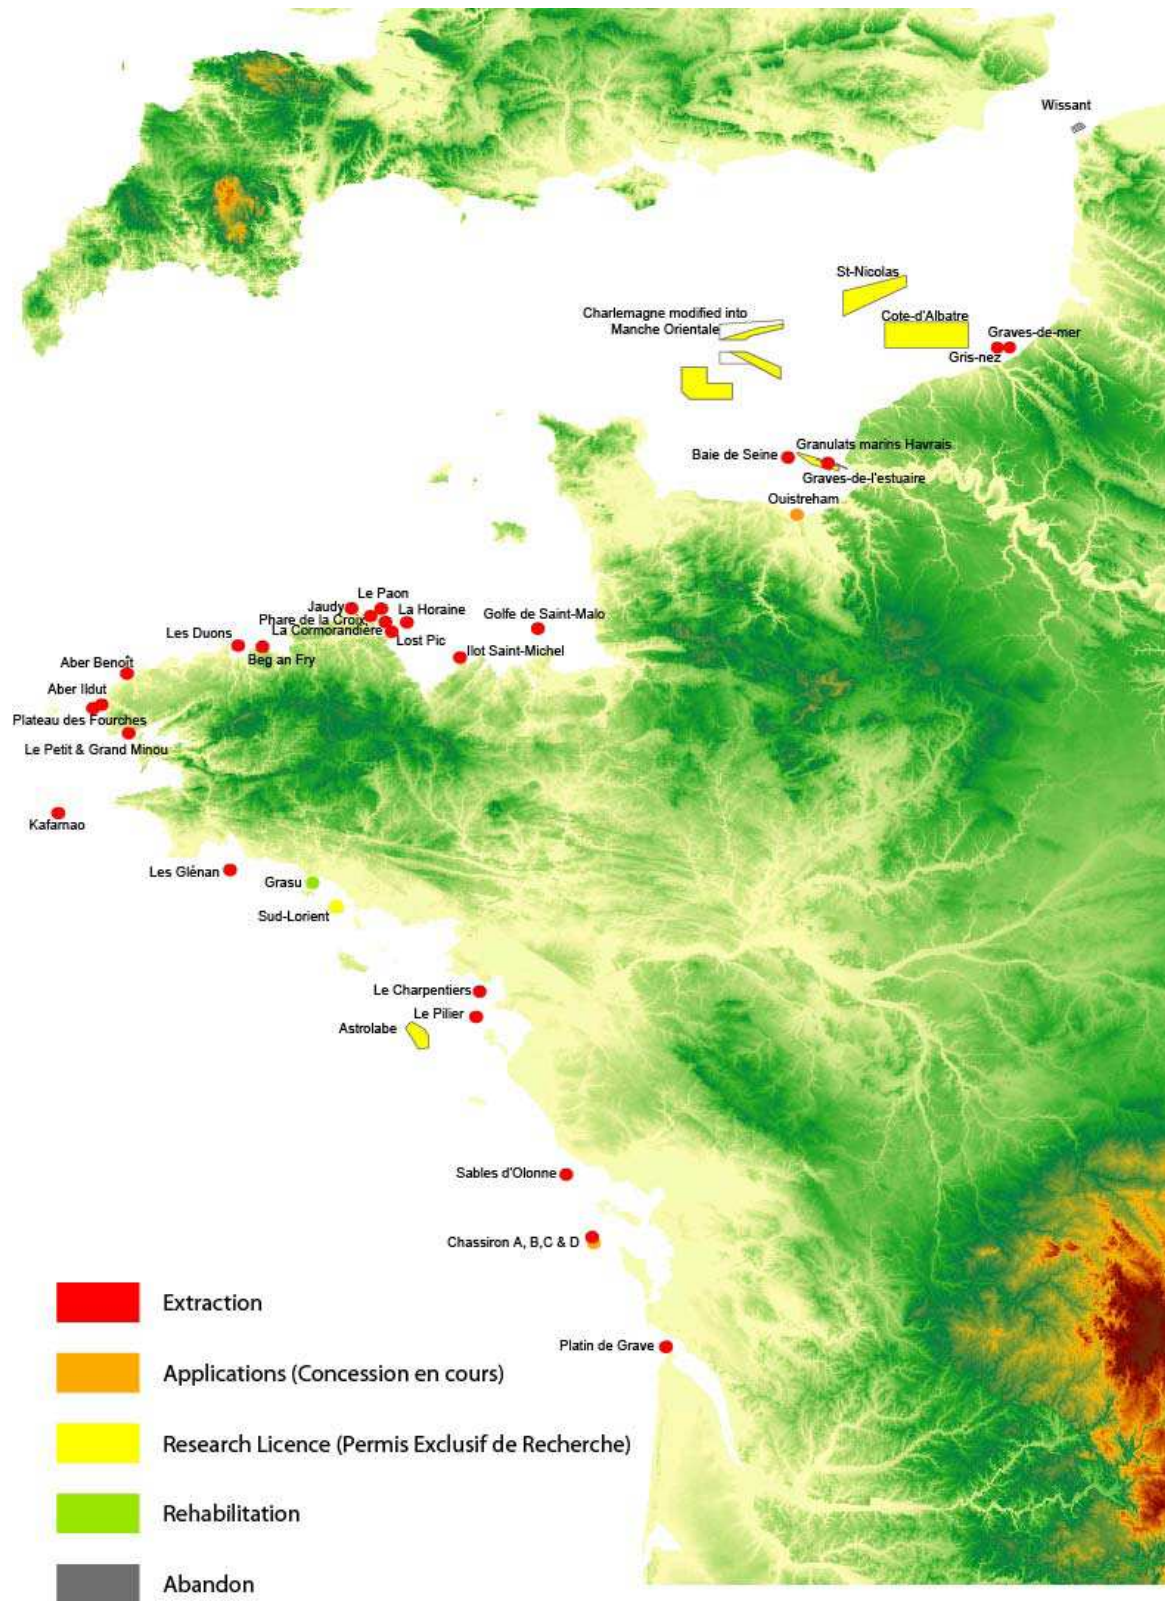 Wissant
St-Nicolas
Charlemagne modified into
Manche Orientale
Cote-d'Albatre
Graves-de-mer
Gris-nez
Granulats marins Havrais
Baie de Seine
Graves-de-l'estuaire
Ouistreham
Le Paon
Jaudy
La Horaine
Phare de la Croix
Golfe de Saint-Malo
La Cormorandière
Les Duons
Lost Pic
Ilot Saint-Michel
Beg an Fry
Aber Benoît
Aber Ildut
Plateau des Fourches
Le Petit & Grand Minou
Kafarnao
Les Glénan
Grasu
Sud-Lorient
Le Charpentiers
Le Pilier
Astrolabe
Sables d'Olonne
Chassiron A, B,C & D
Platin de Grave
Extraction
Applications (Concession en cours)
Research Licence (Permis Exclusif de Recherche)
Rehabilitation
Abandon